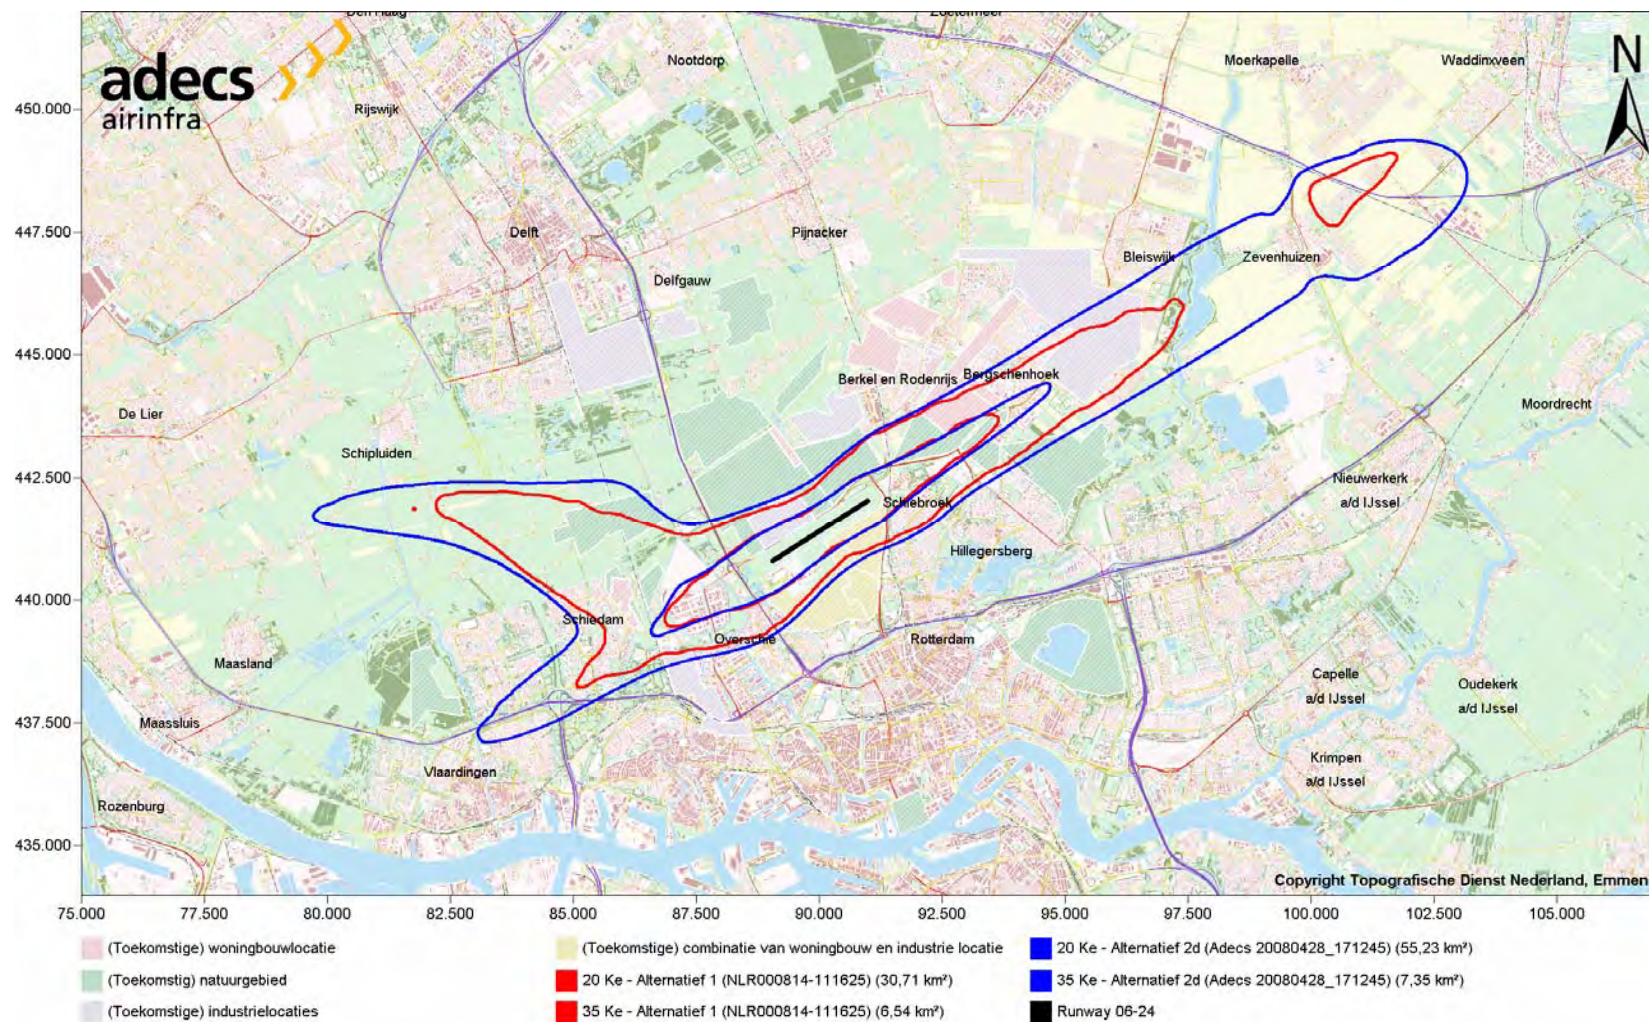 Den Haag
Zoetermeer
adecs
airinfra
N
Nootdorp
Moerkapelle
Waddinxveen
Rijswijk
450.000
447.500
445.000
442.500
440.000
437.500
435.000
Delft
Pijnacker
Delfgauw
Bleiswijk
Zevenhuizen
Berkel en Rodenrijs
Bergschenhoek
De Lier
Moordrecht
Schipluiden
Nieuwerkerk
a/d IJssel
Schiebroek
Hillegersberg
Schiedam
Overschie
Rotterdam
Maasland
Capelle
a/d IJssel
Oudekerk
a/d IJssel
Maassluis
Vlaardingen
Krimpen
a/d IJssel
Rozenburg
Copyright Topografische Dienst Nederland, Emmen
75.000 77.500 80.000 82.500 85.000 87.500 90.000 92.500 95.000 97.500 100.000 102.500 105.000
(Toekomstige) woningbouwlocatie
(Toekomstig) natuurgebied
(Toekomstige) industrielocaties
(Toekomstige) combinatie van woningbouw en industrie locatie
20 Ke - Alternatief 1 (NLR000814-111625) (30,71 km²)
35 Ke - Alternatief 1 (NLR000814-111625) (6,54 km²)
20 Ke - Alternatief 2d (Adecs 20080428_171245) (55,23 km²)
35 Ke - Alternatief 2d (Adecs 20080428_171245) (7,35 km²)
Runway 06-24